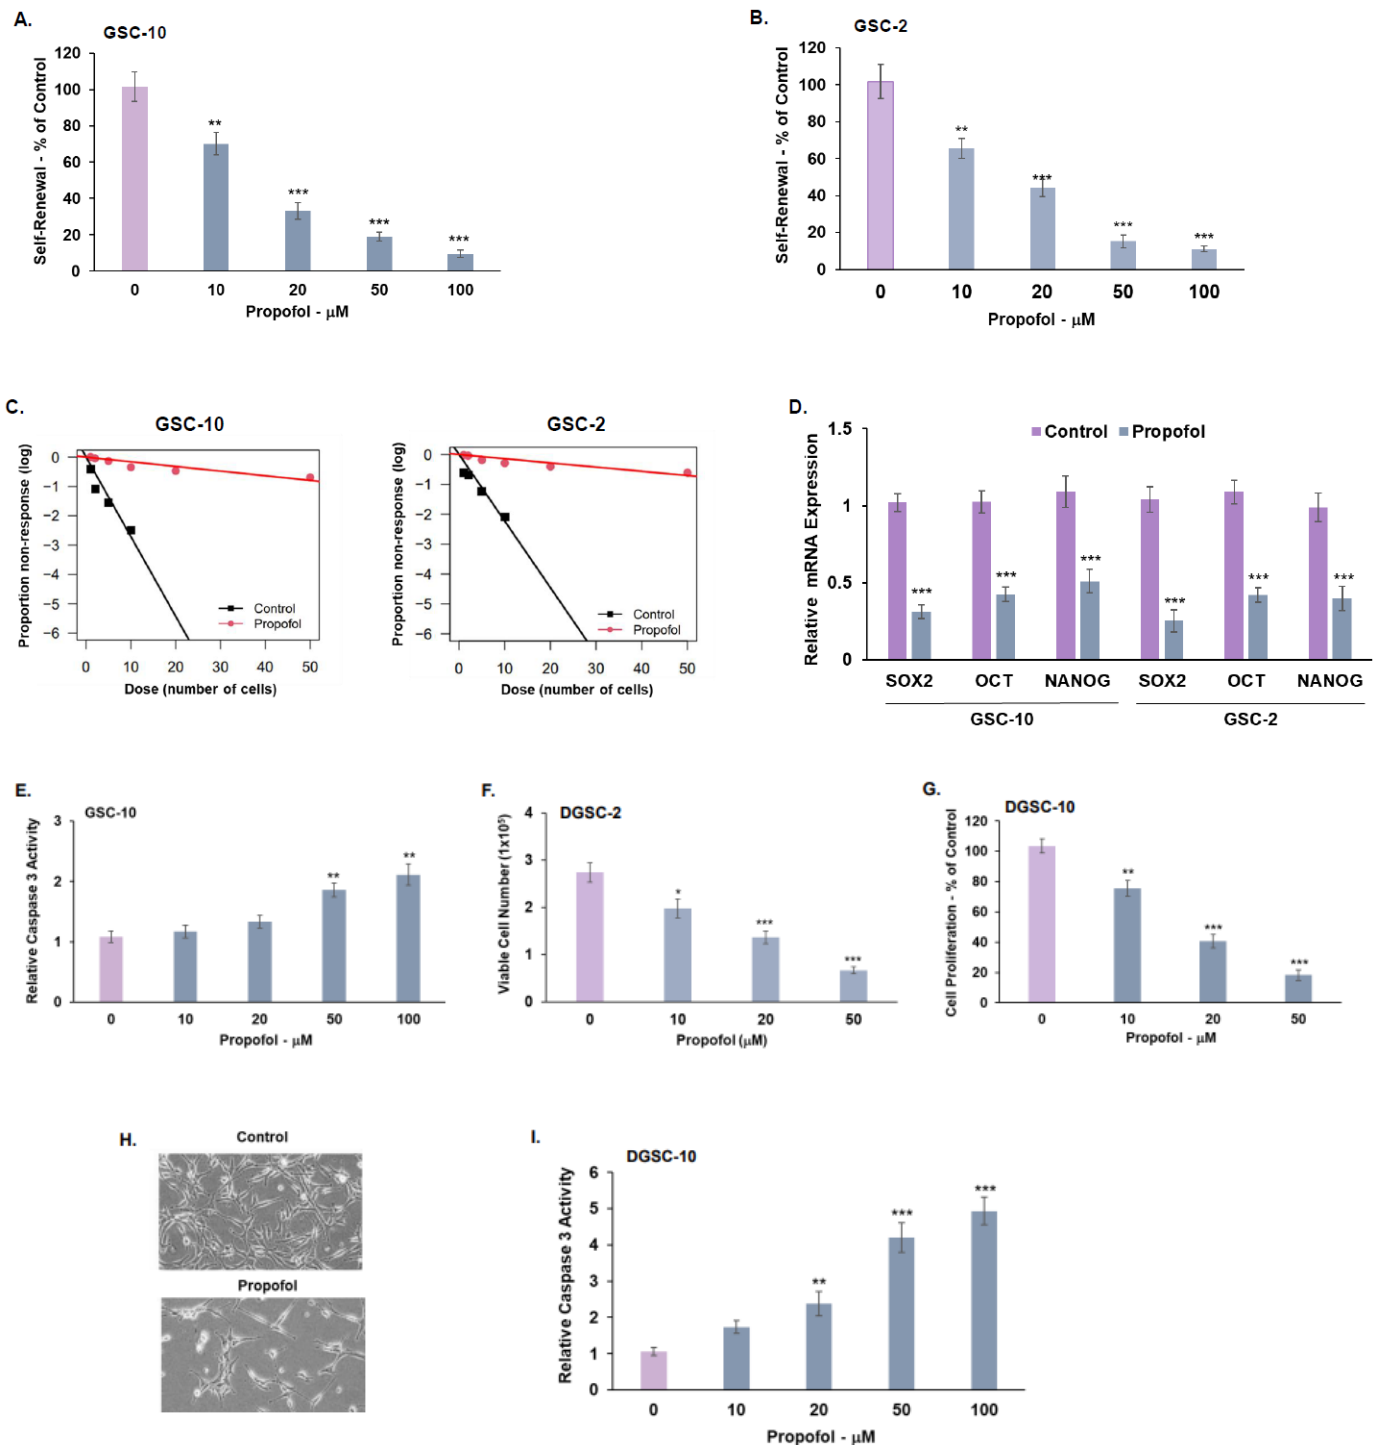 A.
GSC-10
120
100
80
60
40
20
0
Self-Renewal - % of Control
**
***
***
***
0 10 20 50 100
Propofol - μM
B.
GSC-2
120
100
80
60
40
20
0
Self-Renewal - % of Control
**
***
***
***
0 10 20 50 100
Propofol - μM
C.
GSC-10
Proportion non-response (log)
0
−1
−2
−3
−4
−5
−6
Control
Propofol
0 10 20 30 40 50
Dose (number of cells)
GSC-2
Proportion non-response (log)
0
−1
−2
−3
−4
−5
−6
Control
Propofol
0 10 20 30 40 50
Dose (number of cells)
D.
Control Propofol
1.5
1
0.5
0
Relative mRNA Expression
***
***
***
***
***
***
SOX2 OCT NANOG SOX2 OCT NANOG
GSC-10 GSC-2
E.
GSC-10
3
2
1
0
Relative Caspase 3 Activity
**
**
0 10 20 50 100
Propofol - μM
F.
DGSC-2
4
3
2
1
0
Viable Cell Number (1x10⁵)
*
***
***
0 10 20 50
Propofol (μM)
G.
DGSC-10
120
100
80
60
40
20
0
Cell Proliferation - % of Control
**
***
***
0 10 20 50
Propofol - μM
H.
Control
Propofol
I.
DGSC-10
6
5
4
3
2
1
0
Relative Caspase 3 Activity
**
***
***
0 10 20 50 100
Propofol - μM